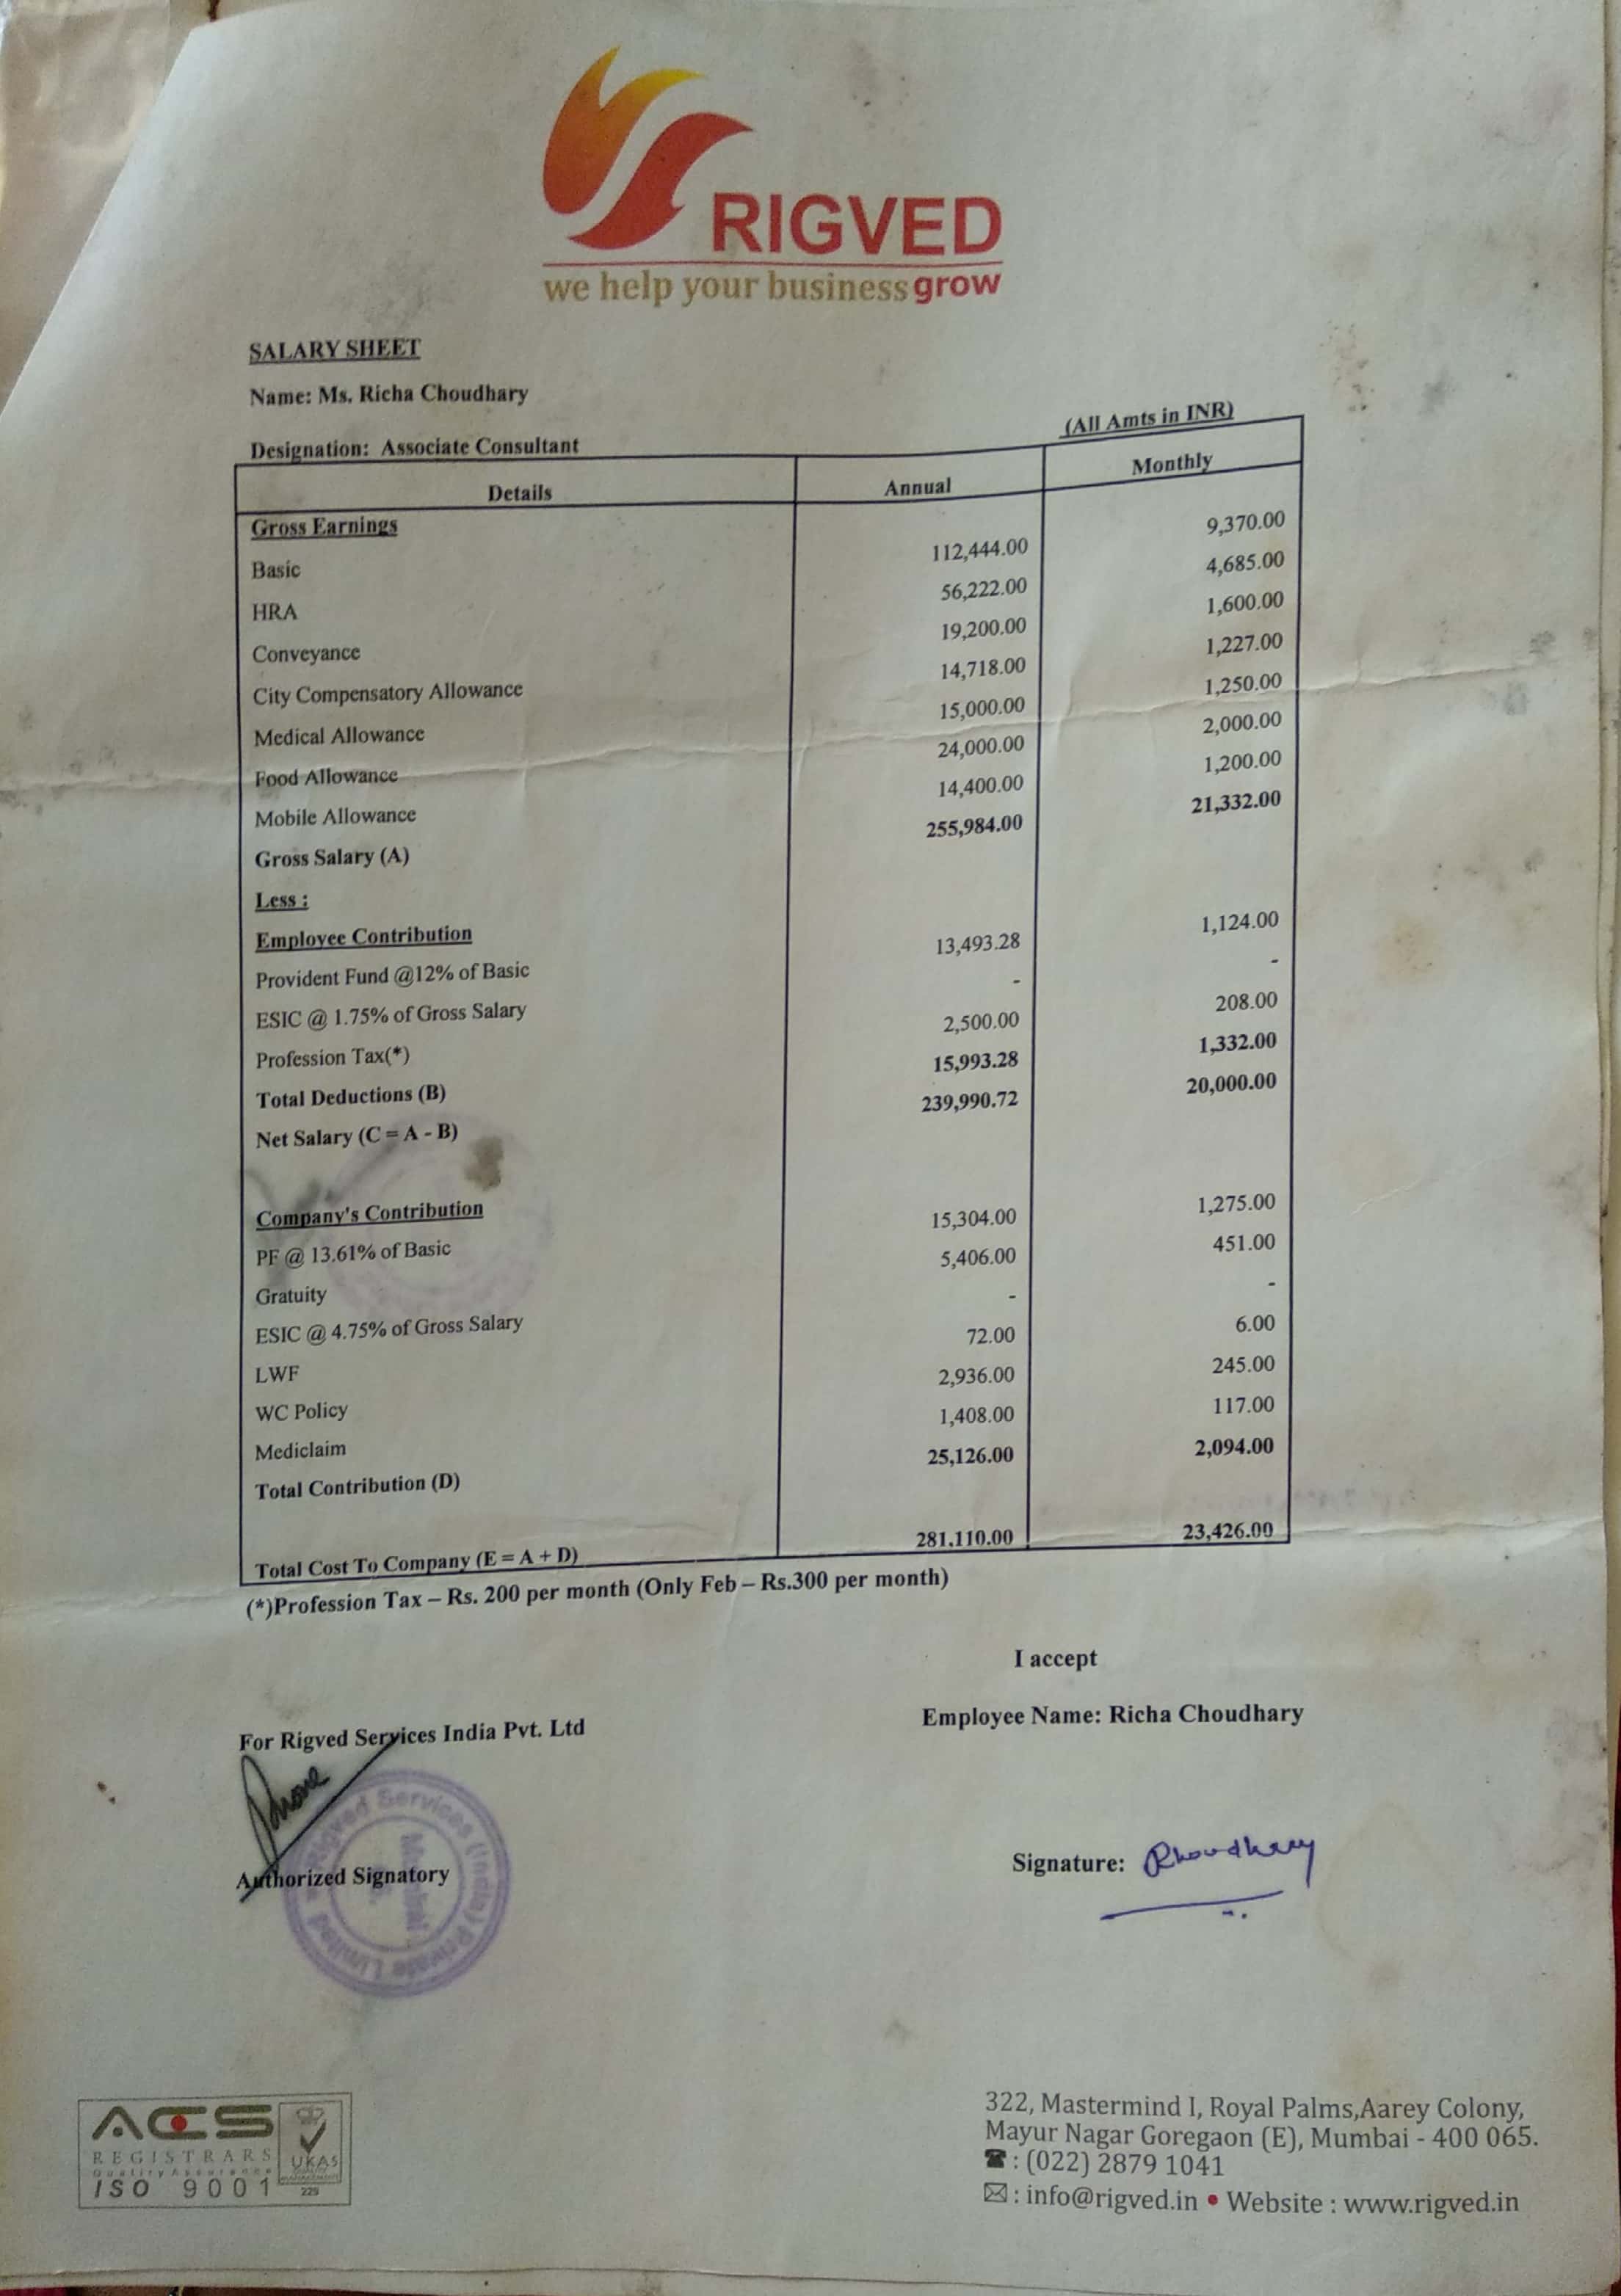 RIGVED
we help your business grow
SALARY SHEET
Name: Ms. Richa Choudhary
Designation: Associate Consultant
(All Amts in INR)
Details Annual Monthly
Gross Earnings
Basic 112,444.00 9,370.00
HRA 56,222.00 4,685.00
Conveyance 19,200.00 1,600.00
City Compensatory Allowance 14,718.00 1,227.00
Medical Allowance 15,000.00 1,250.00
Food Allowance 24,000.00 2,000.00
Mobile Allowance 14,400.00 1,200.00
Gross Salary (A) 255,984.00 21,332.00
Less :
Employee Contribution
Provident Fund @12% of Basic 13,493.28 1,124.00
ESIC @ 1.75% of Gross Salary - -
Profession Tax(*) 2,500.00 208.00
Total Deductions (B) 15,993.28 1,332.00
Net Salary (C = A - B) 239,990.72 20,000.00
Company's Contribution
PF @ 13.61% of Basic 15,304.00 1,275.00
Gratuity 5,406.00 451.00
ESIC @ 4.75% of Gross Salary - -
LWF 72.00 6.00
WC Policy 2,936.00 245.00
Mediclaim 1,408.00 117.00
Total Contribution (D) 25,126.00 2,094.00
Total Cost To Company (E = A + D) 281,110.00 23,426.00
(*)Profession Tax – Rs. 200 per month (Only Feb – Rs.300 per month)
I accept
Employee Name: Richa Choudhary
For Rigved Services India Pvt. Ltd
Rigved Services (India) Private Limited
Authorized Signatory
Signature: RChoudhary
ACS
REGISTRARS
Quality Assurance
ISO 9001
UKAS
225
322, Mastermind I, Royal Palms,Aarey Colony,
Mayur Nagar Goregaon (E), Mumbai - 400 065.
☎ : (022) 2879 1041
✉ : info@rigved.in • Website : www.rigved.in